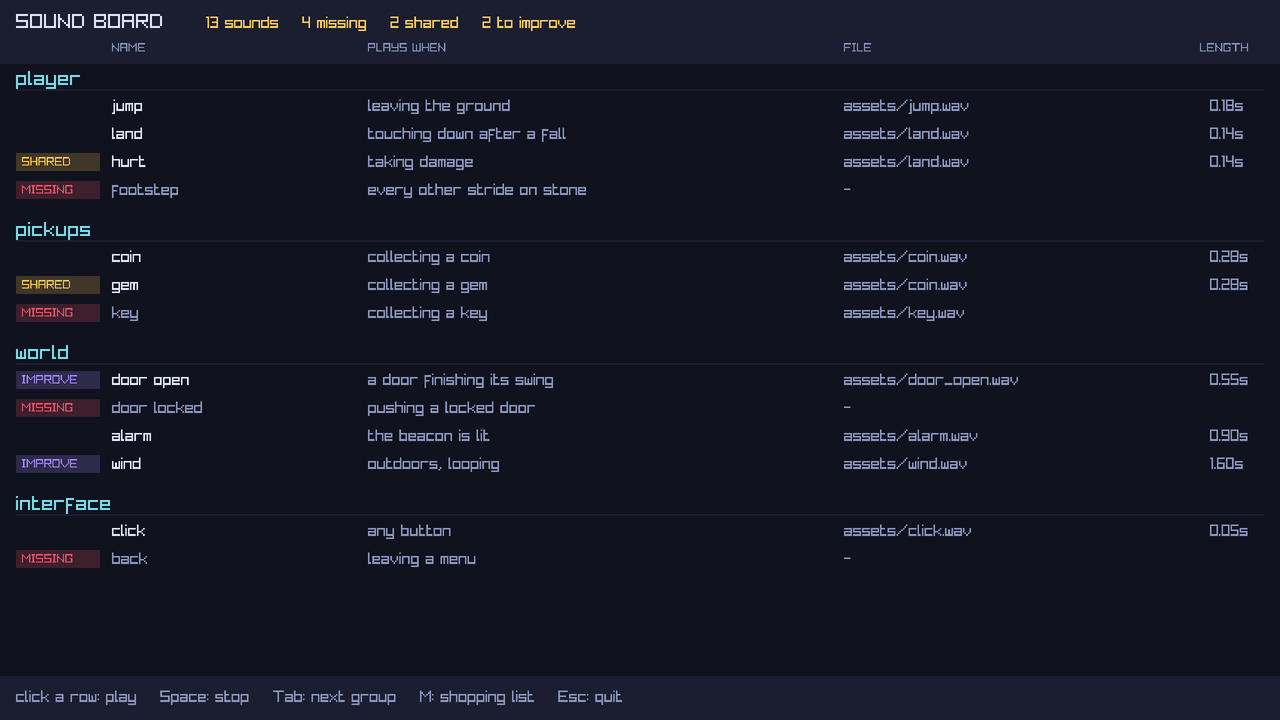 SOUND BOARD 13 sounds 4 missing 2 shared 2 to improve
NAME PLAYS WHEN FILE LENGTH
player
jump leaving the ground assets/jump.wav 0.18s
land touching down after a fall assets/land.wav 0.14s
SHARED hurt taking damage assets/land.wav 0.14s
MISSING footstep every other stride on stone -
pickups
coin collecting a coin assets/coin.wav 0.28s
SHARED gem collecting a gem assets/coin.wav 0.28s
MISSING key collecting a key assets/key.wav
world
IMPROVE door open a door finishing its swing assets/door_open.wav 0.55s
MISSING door locked pushing a locked door -
alarm the beacon is lit assets/alarm.wav 0.90s
IMPROVE wind outdoors, looping assets/wind.wav 1.60s
interface
click any button assets/click.wav 0.05s
MISSING back leaving a menu -
click a row: play Space: stop Tab: next group M: shopping list Esc: quit